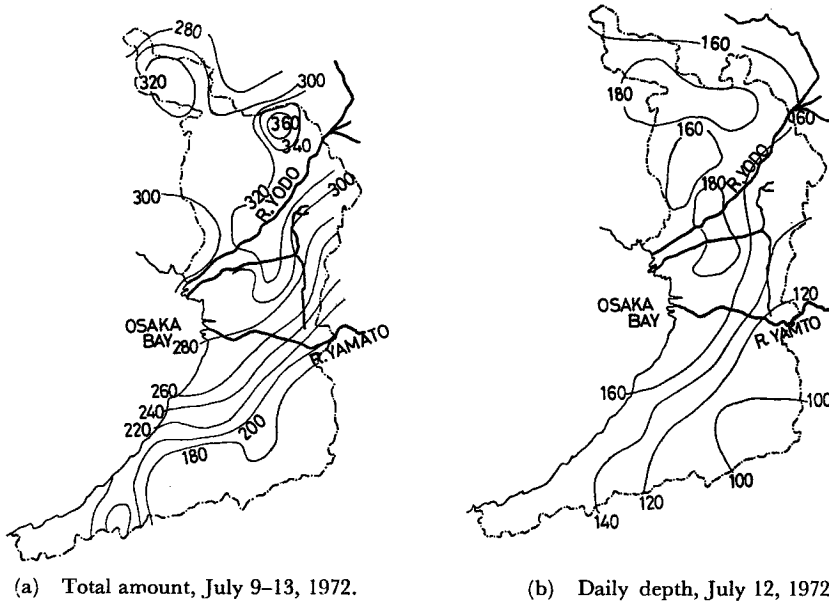 280
320
300
360
340
320
300
300
R. YODO
OSAKA
BAY
280
R. YAMATO
260
240
220
200
180
(a) Total amount, July 9–13, 1972.
160
180
160
160
180
R. YODO
OSAKA
BAY
120
R. YAMTO
160
100
100
120
140
(b) Daily depth, July 12, 1972